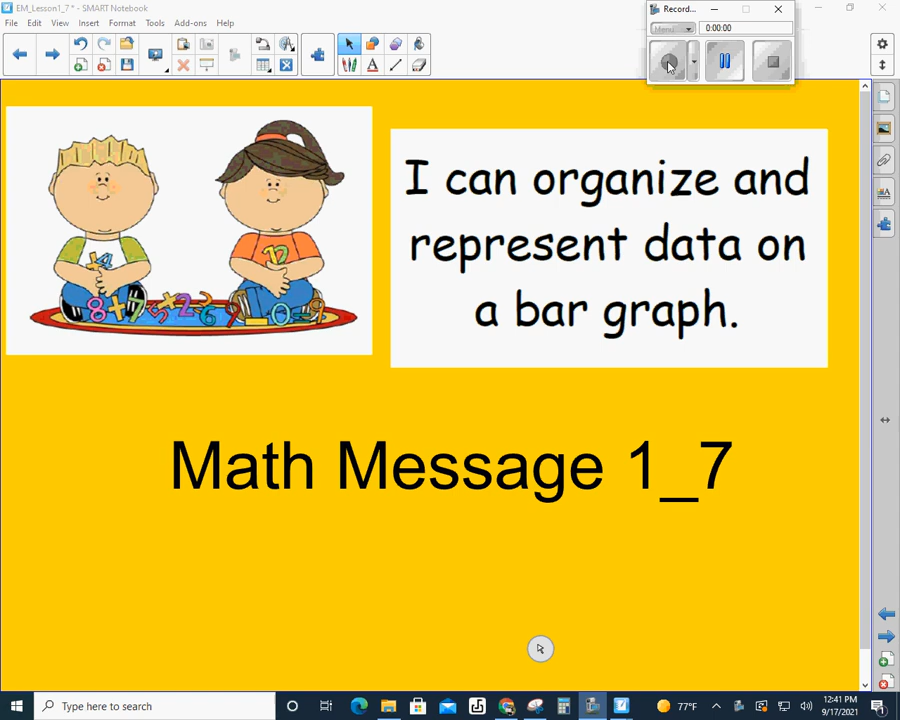 EM_Lesson1_7 * - SMART Notebook
Record...
File Edit View Insert Format Tools Add-ons Help
Menu 0:00:00
I can organize and
represent data on
a bar graph.
Math Message 1_7
Type here to search
77°F
12:41 PM
9/17/2021